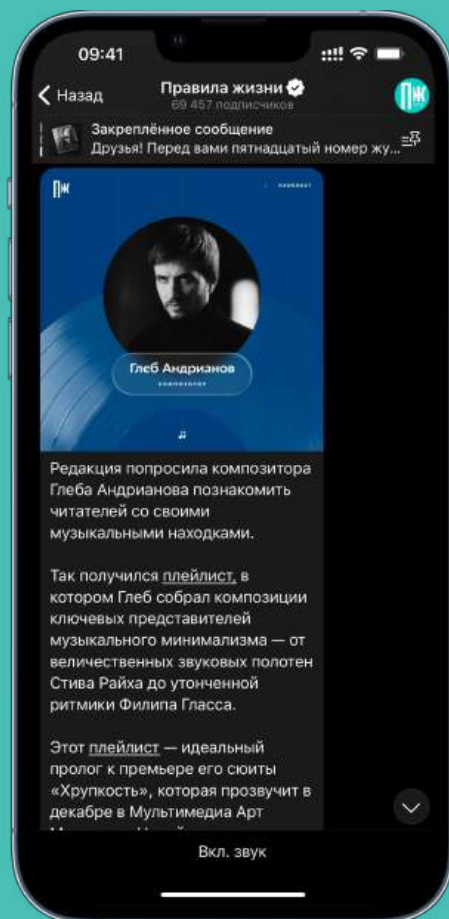 09:41
Назад
Правила жизни
69 457 подписчиков
ПЖ
Закреплённое сообщение
Друзья! Перед вами пятнадцатый номер жу...
ПЖ
плейлист
Глеб Андрианов
композитор
Редакция попросила композитора
Глеба Андрианова познакомить
читателей со своими
музыкальными находками.
Так получился плейлист, в
котором Глеб собрал композиции
ключевых представителей
музыкального минимализма — от
величественных звуковых полотен
Стива Райха до утонченной
ритмики Филипа Гласса.
Этот плейлист — идеальный
пролог к премьере его сюиты
«Хрупкость», которая прозвучит в
декабре в Мультимедиа Арт
Вкл. звук